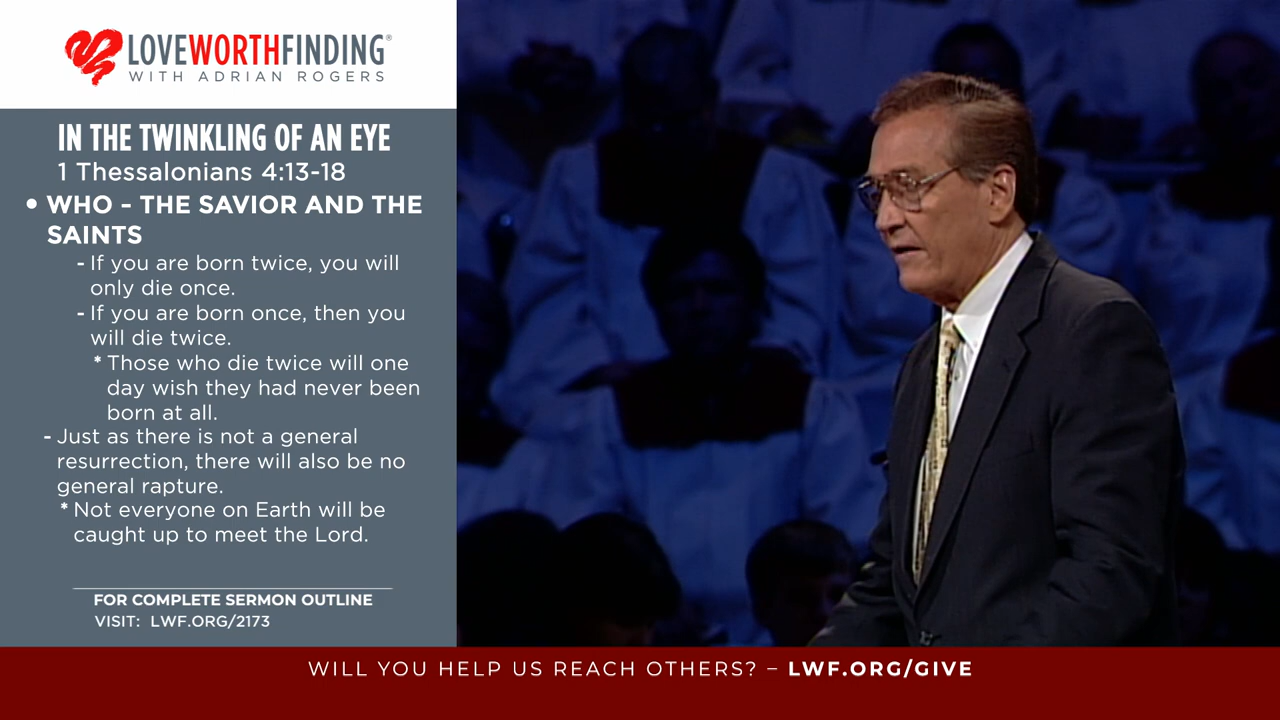 LOVEWORTHFINDING®
WITH ADRIAN ROGERS
IN THE TWINKLING OF AN EYE
1 Thessalonians 4:13-18
• WHO - THE SAVIOR AND THE
SAINTS
- If you are born twice, you will
only die once.
- If you are born once, then you
will die twice.
* Those who die twice will one
day wish they had never been
born at all.
- Just as there is not a general
resurrection, there will also be no
general rapture.
* Not everyone on Earth will be
caught up to meet the Lord.
FOR COMPLETE SERMON OUTLINE
VISIT: LWF.ORG/2173
WILL YOU HELP US REACH OTHERS? – LWF.ORG/GIVE